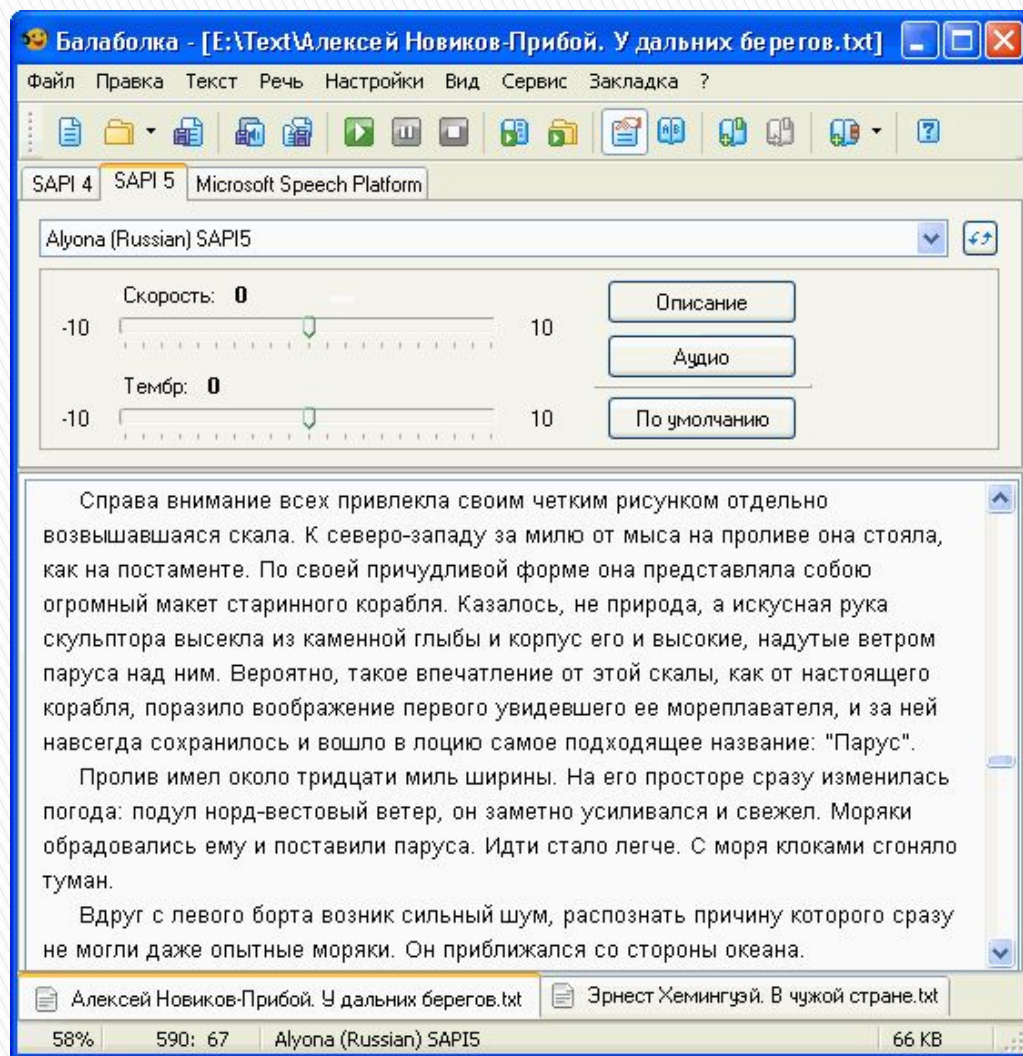 Балаболка - [E:\Text\Алексей Новиков-Прибой. У дальних берегов.txt]
Файл Правка Текст Речь Настройки Вид Сервис Закладка ?
SAPI 4 SAPI 5 Microsoft Speech Platform
Alyona (Russian) SAPI5
Скорость: 0
-10 10
Описание
Аудио
Тембр: 0
-10 10
По умолчанию
Справа внимание всех привлекла своим четким рисунком отдельно
возвышавшаяся скала. К северо-западу за милю от мыса на проливе она стояла,
как на постаменте. По своей причудливой форме она представляла собою
огромный макет старинного корабля. Казалось, не природа, а искусная рука
скульптора высекла из каменной глыбы и корпус его и высокие, надутые ветром
паруса над ним. Вероятно, такое впечатление от этой скалы, как от настоящего
корабля, поразило воображение первого увидевшего ее мореплавателя, и за ней
навсегда сохранилось и вошло в лоцию самое подходящее название: "Парус".
Пролив имел около тридцати миль ширины. На его просторе сразу изменилась
погода: подул норд-вестовый ветер, он заметно усиливался и свежел. Моряки
обрадовались ему и поставили паруса. Идти стало легче. С моря клоками сгоняло
туман.
Вдруг с левого борта возник сильный шум, распознать причину которого сразу
не могли даже опытные моряки. Он приближался со стороны океана.
Алексей Новиков-Прибой. У дальних берегов.txt Эрнест Хемингуэй. В чужой стране.txt
58% 590: 67 Alyona (Russian) SAPI5 66 KB